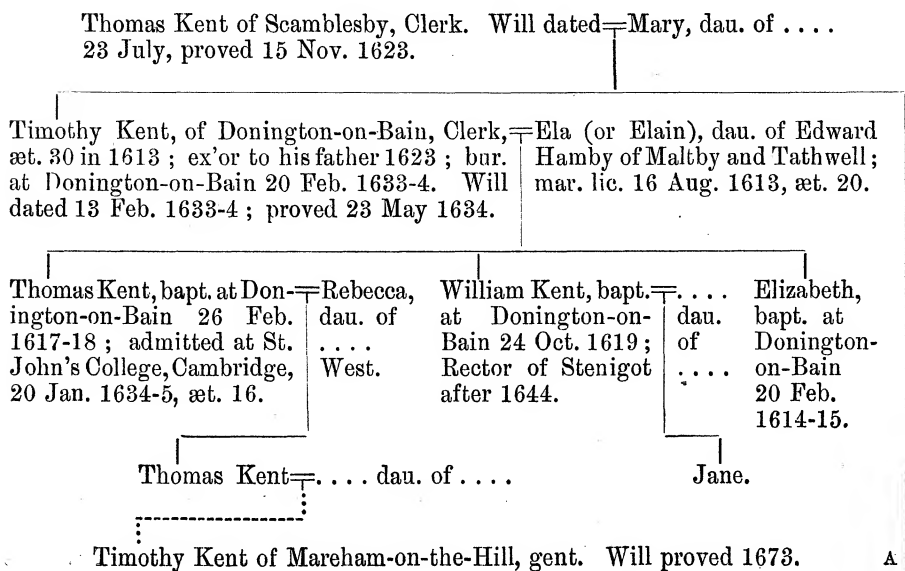 Thomas Kent of Scamblesby, Clerk. Will dated=Mary, dau. of . . . .
23 July, proved 15 Nov. 1623.
Timothy Kent, of Donington-on-Bain, Clerk,=Ela (or Elain), dau. of Edward
æt. 30 in 1613 ; ex'or to his father 1623 ; bur.
at Donington-on-Bain 20 Feb. 1633-4. Will
dated 13 Feb. 1633-4 ; proved 23 May 1634.
Hamby of Maltby and Tathwell ;
mar. lic. 16 Aug. 1613, æt. 20.
Thomas Kent, bapt. at Don-
ington-on-Bain 26 Feb.
1617-18 ; admitted at St.
John's College, Cambridge,
20 Jan. 1634-5, æt. 16.
=Rebecca,
dau. of
. . . .
West.
William Kent, bapt.
at Donington-on-
Bain 24 Oct. 1619 ;
Rector of Stenigot
after 1644.
=. . . .
dau.
of
. . . .
Elizabeth,
bapt. at
Donington-
on-Bain
20 Feb.
1614-15.
Thomas Kent=. . . . dau. of . . . .
Jane.
Timothy Kent of Mareham-on-the-Hill, gent. Will proved 1673.
A